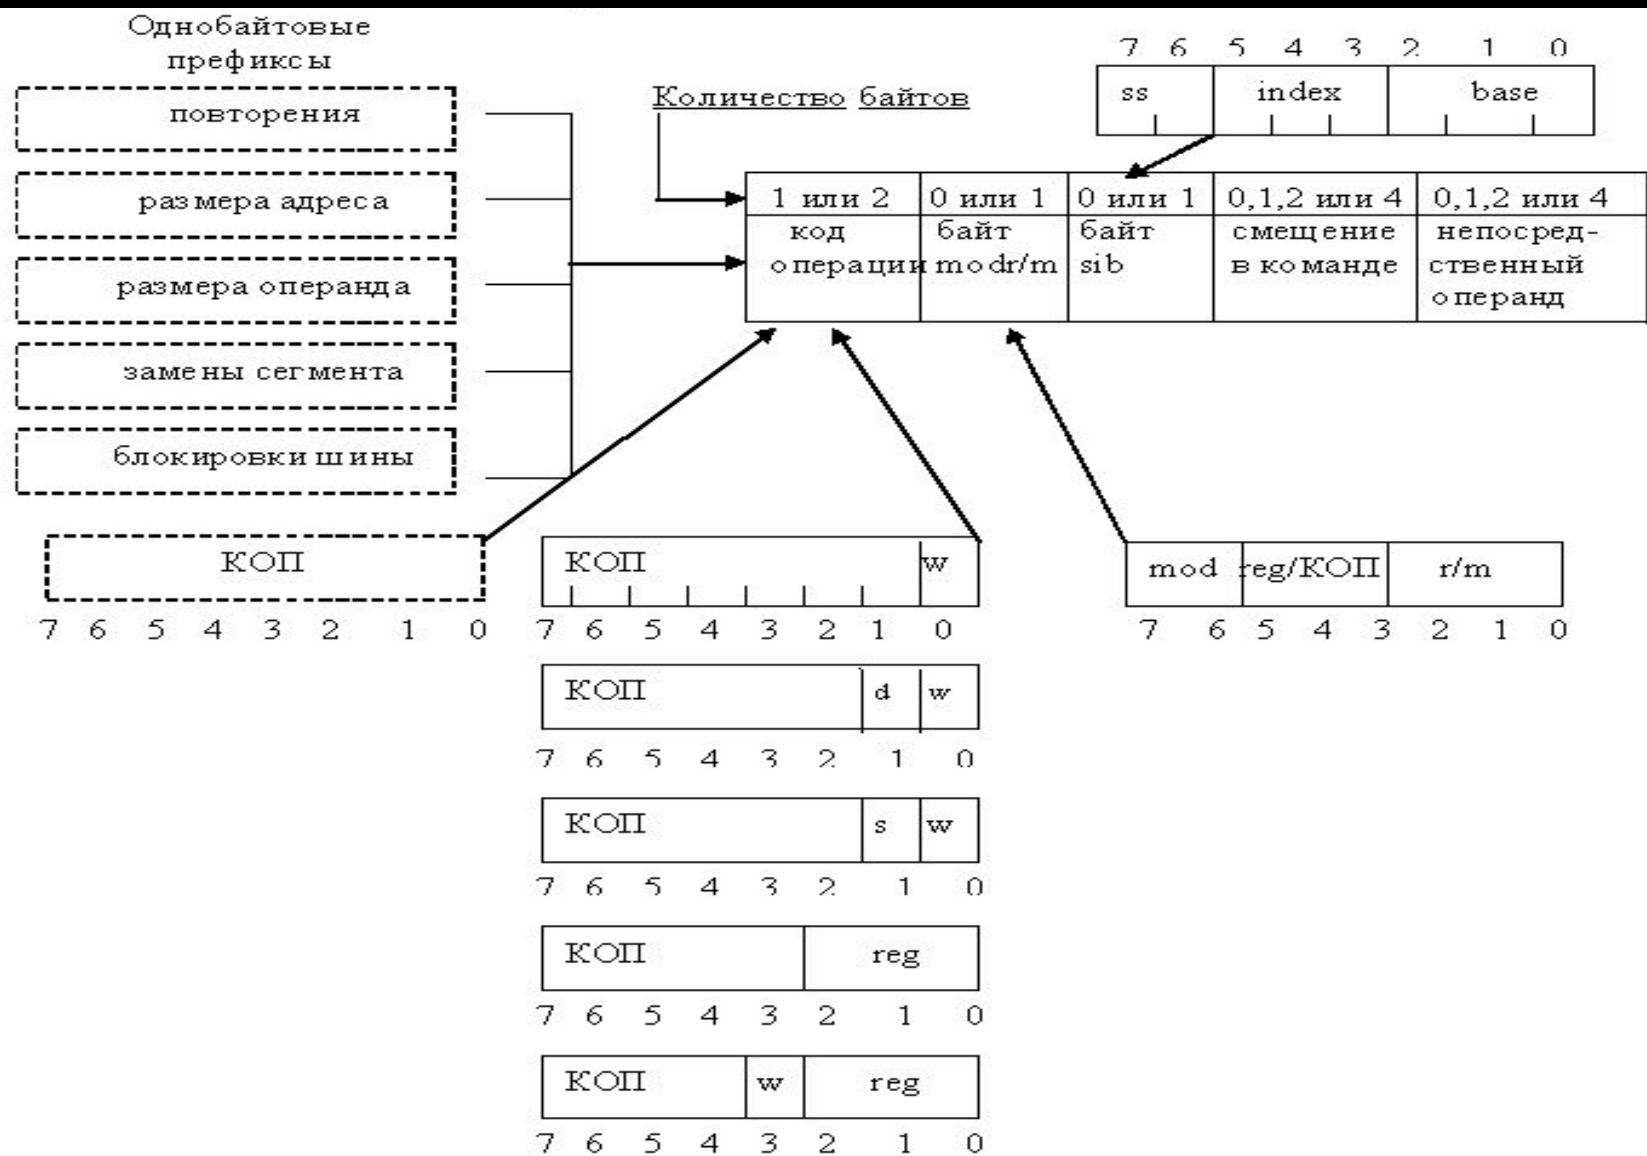 Однобайтовые
префиксы
повторения
размера адреса
размера операнда
замены сегмента
блокировки шины
Количество байтов
7 6 5 4 3 2 1 0
ss index base
1 или 2 0 или 1 0 или 1 0,1,2 или 4 0,1,2 или 4
код байт байт смещение непосред-
операции modr/m sib в команде ственный
операнд
КОП
7 6 5 4 3 2 1 0
КОП w
7 6 5 4 3 2 1 0
mod reg/КОП r/m
7 6 5 4 3 2 1 0
КОП d w
7 6 5 4 3 2 1 0
КОП s w
7 6 5 4 3 2 1 0
КОП reg
7 6 5 4 3 2 1 0
КОП w reg
7 6 5 4 3 2 1 0